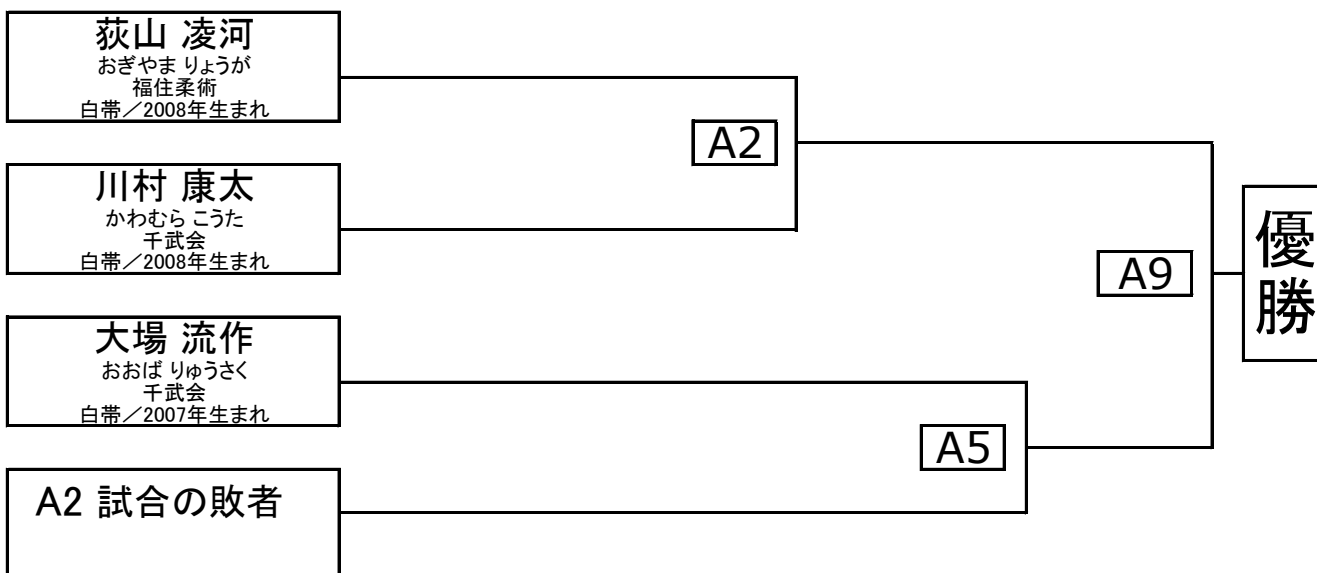 荻山 凌河
おぎやま りょうが
福住柔術
白帯／2008年生まれ
A2
川村 康太
かわむら こうた
千武会
白帯／2008年生まれ
A9
優勝
大場 流作
おおば りゅうさく
千武会
白帯／2007年生まれ
A5
A2 試合の敗者